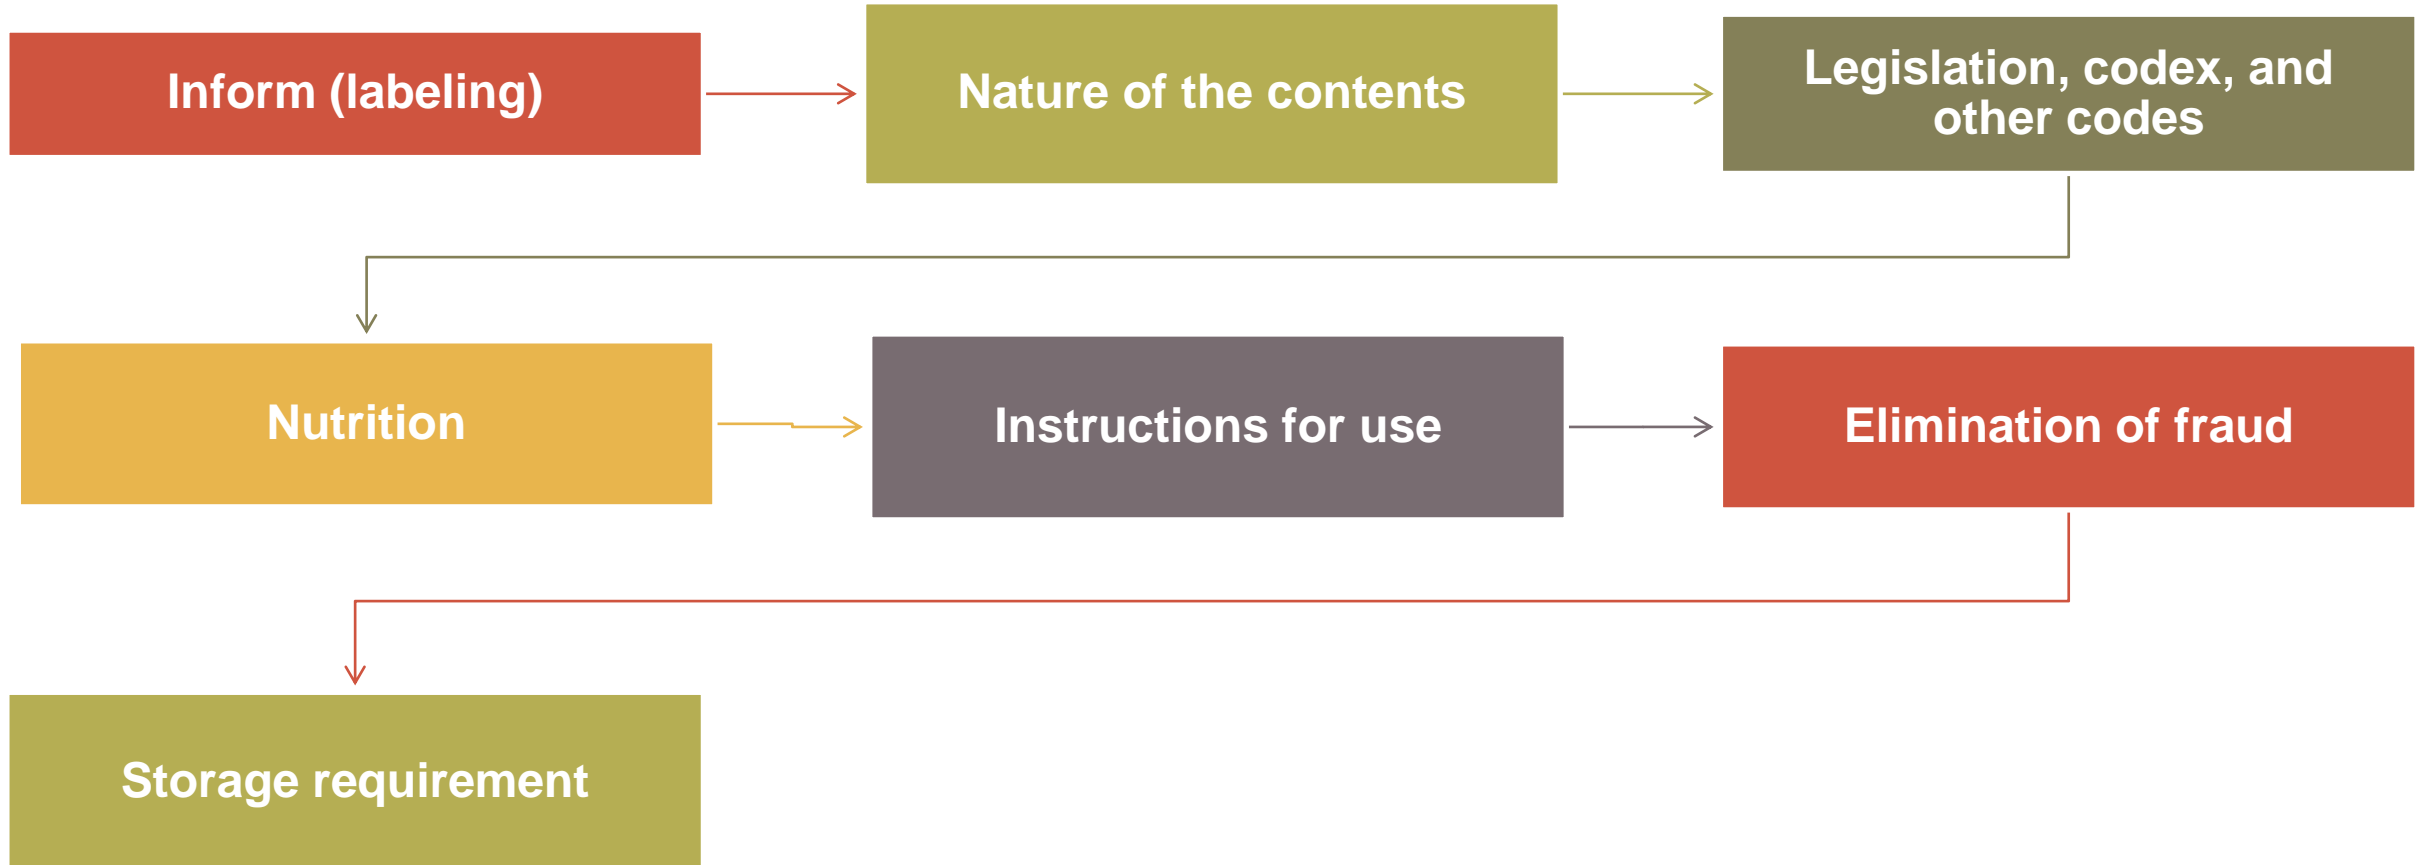 Inform (labeling)
Nature of the contents
Legislation, codex, and
other codes
Nutrition
Instructions for use
Elimination of fraud
Storage requirement